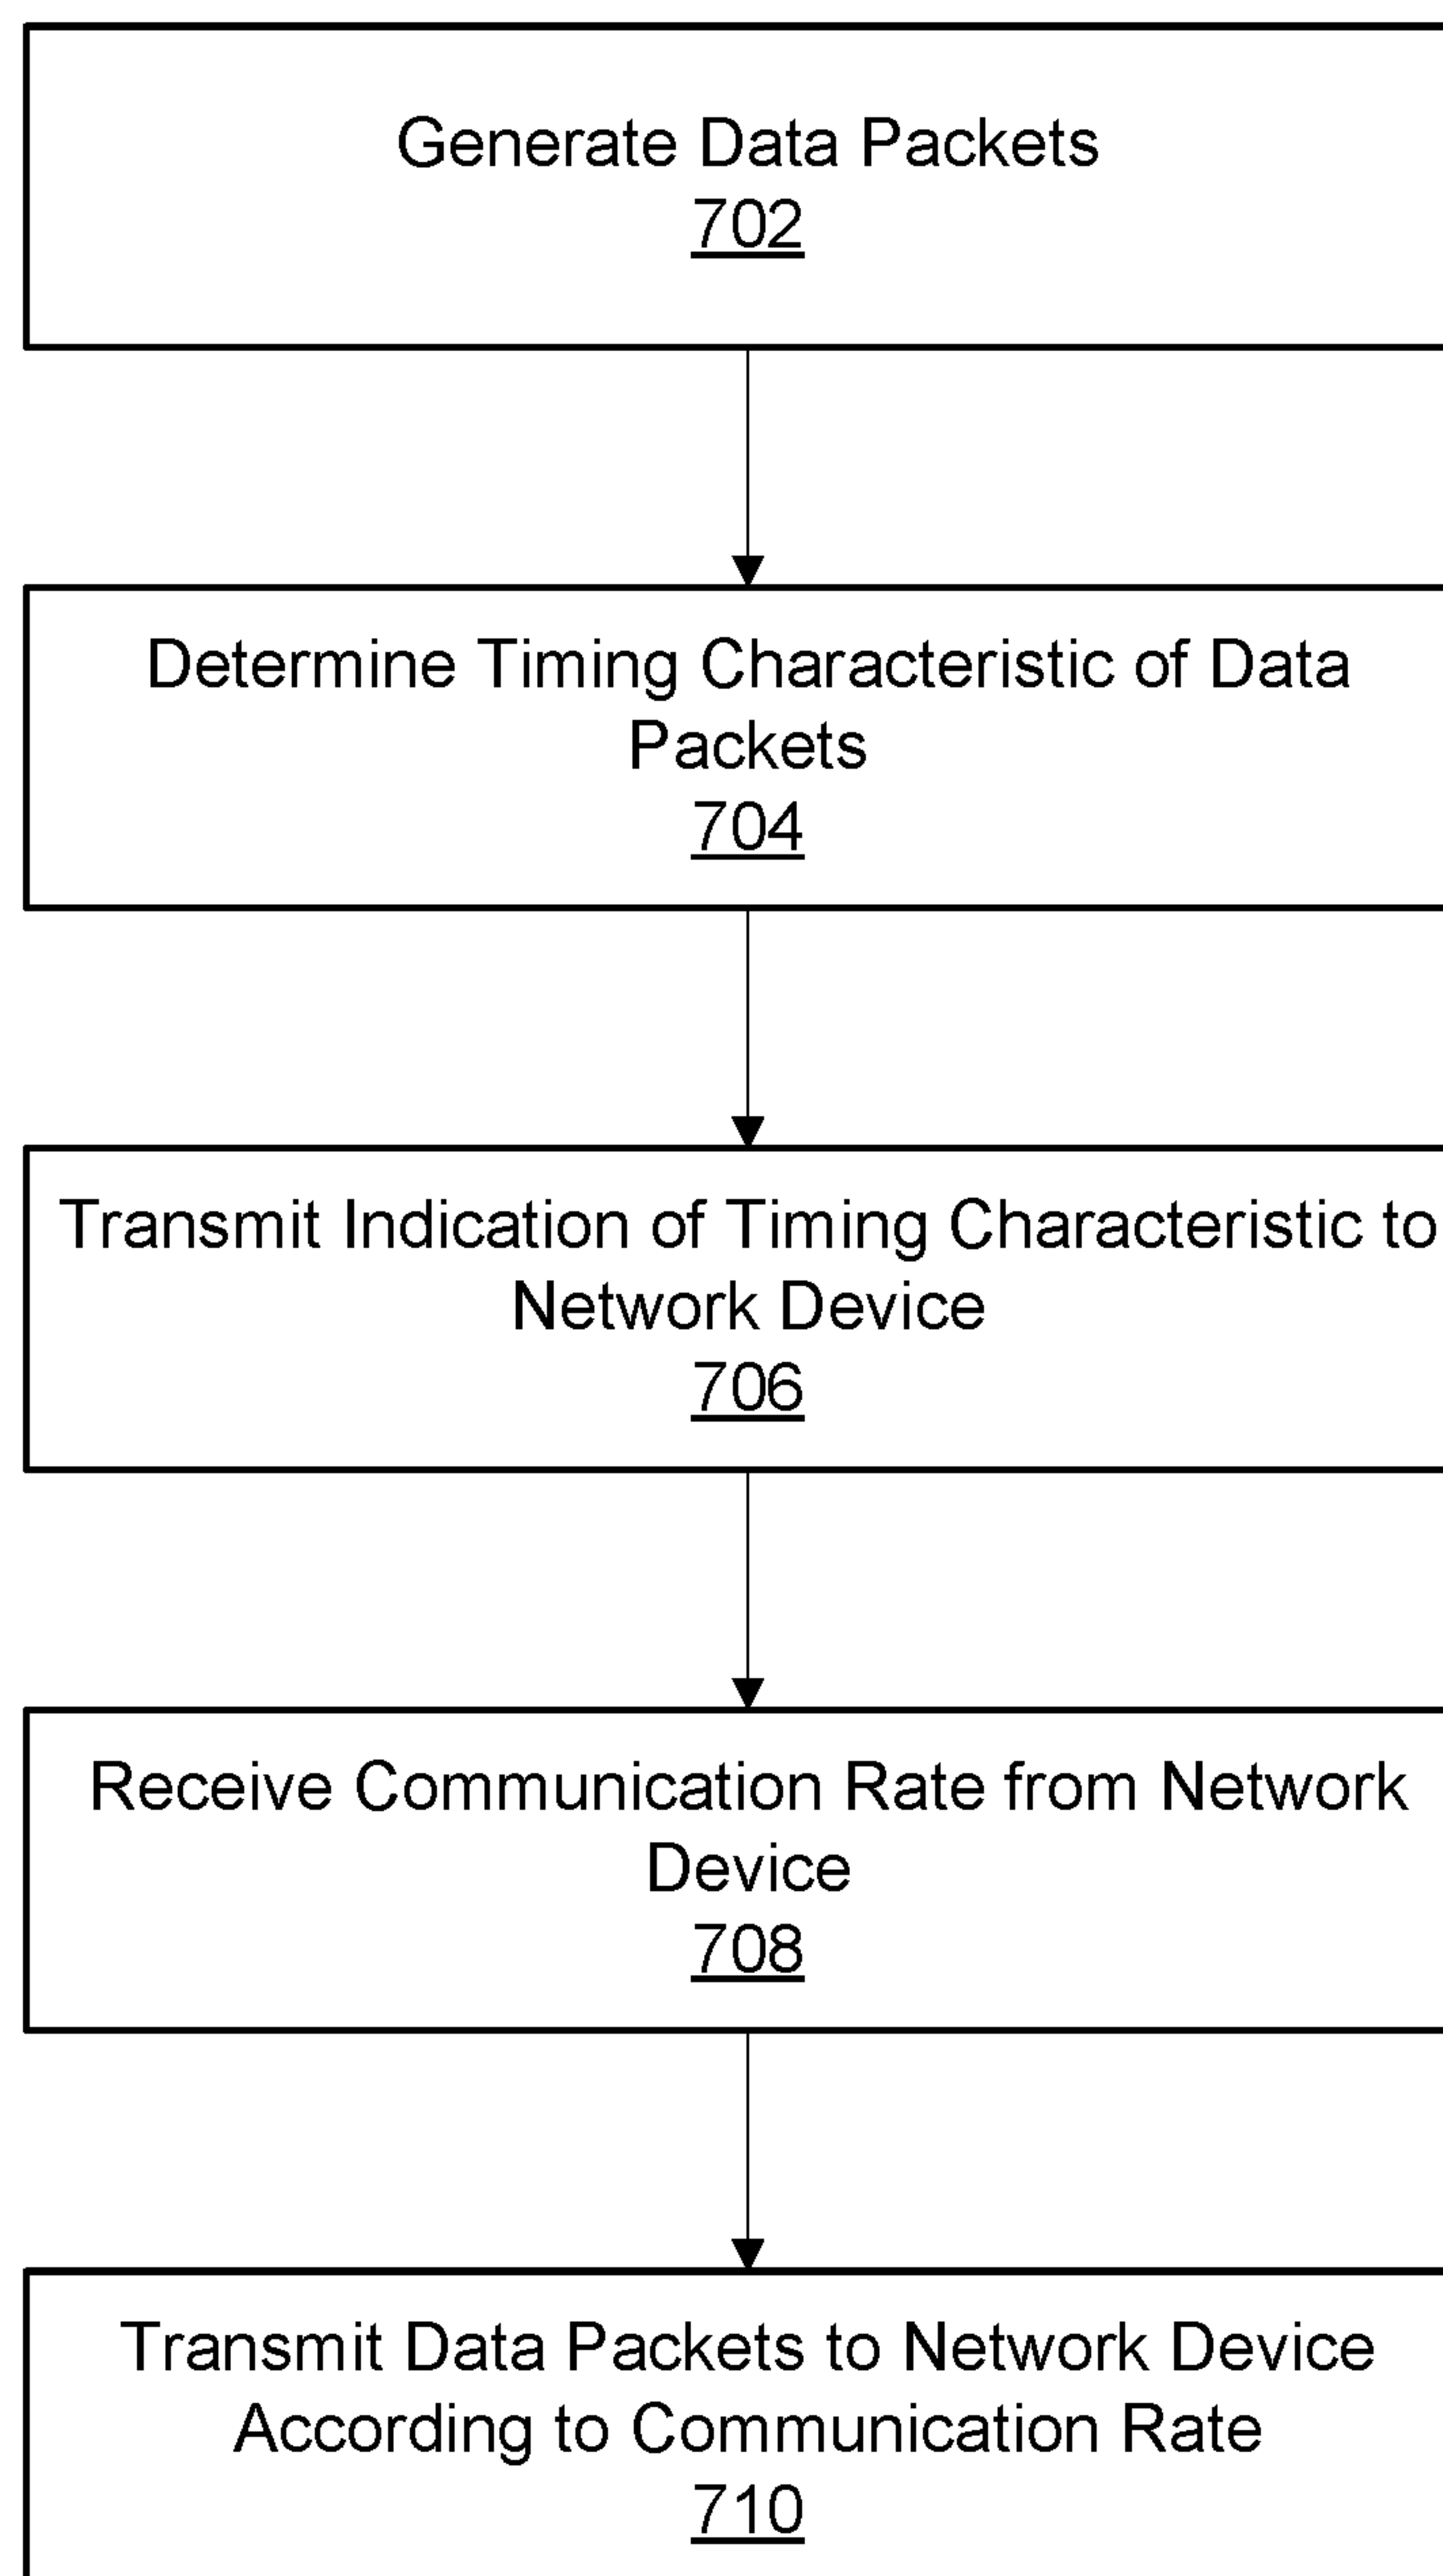 Generate Data Packets
702
Determine Timing Characteristic of Data
Packets
704
Transmit Indication of Timing Characteristic to
Network Device
706
Receive Communication Rate from Network
Device
708
Transmit Data Packets to Network Device
According to Communication Rate
710